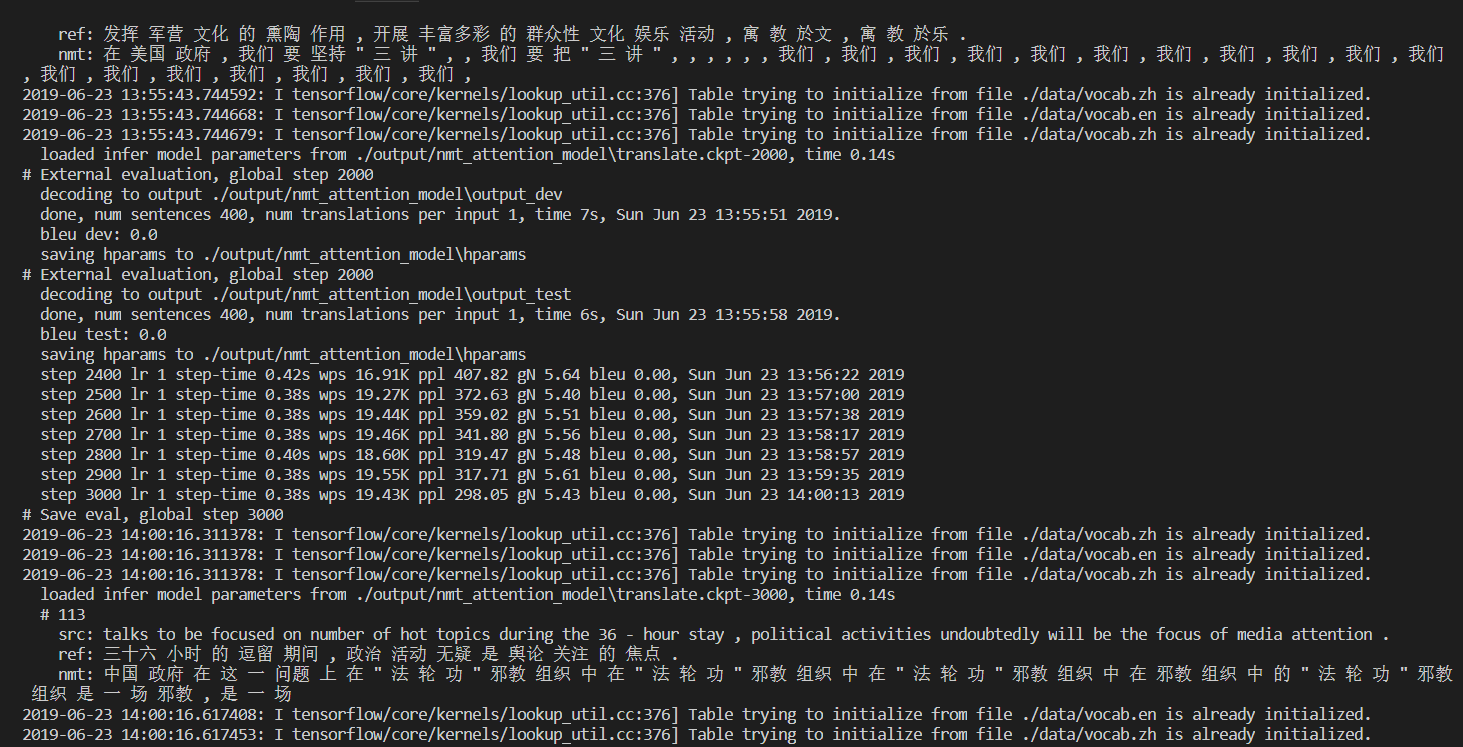 ref: 发挥 军营 文化 的 熏陶 作用 , 开展 丰富多彩 的 群众性 文化 娱乐 活动 , 寓 教 於文 , 寓 教 於乐 .
nmt: 在 美国 政府 , 我们 要 坚持 " 三 讲 " , , 我们 要 把 " 三 讲 " , , , , , , 我们 , 我们 , 我们 , 我们 , 我们 , 我们 , 我们 , 我们 , 我们 , 我们 , 我们
, 我们 , 我们 , 我们 , 我们 , 我们 , 我们 , 我们 ,
2019-06-23 13:55:43.744592: I tensorflow/core/kernels/lookup_util.cc:376] Table trying to initialize from file ./data/vocab.zh is already initialized.
2019-06-23 13:55:43.744668: I tensorflow/core/kernels/lookup_util.cc:376] Table trying to initialize from file ./data/vocab.en is already initialized.
2019-06-23 13:55:43.744679: I tensorflow/core/kernels/lookup_util.cc:376] Table trying to initialize from file ./data/vocab.zh is already initialized.
loaded infer model parameters from ./output/nmt_attention_model\translate.ckpt-2000, time 0.14s
# External evaluation, global step 2000
decoding to output ./output/nmt_attention_model\output_dev
done, num sentences 400, num translations per input 1, time 7s, Sun Jun 23 13:55:51 2019.
bleu dev: 0.0
saving hparams to ./output/nmt_attention_model\hparams
# External evaluation, global step 2000
decoding to output ./output/nmt_attention_model\output_test
done, num sentences 400, num translations per input 1, time 6s, Sun Jun 23 13:55:58 2019.
bleu test: 0.0
saving hparams to ./output/nmt_attention_model\hparams
step 2400 lr 1 step-time 0.42s wps 16.91K ppl 407.82 gN 5.64 bleu 0.00, Sun Jun 23 13:56:22 2019
step 2500 lr 1 step-time 0.38s wps 19.27K ppl 372.63 gN 5.40 bleu 0.00, Sun Jun 23 13:57:00 2019
step 2600 lr 1 step-time 0.38s wps 19.44K ppl 359.02 gN 5.51 bleu 0.00, Sun Jun 23 13:57:38 2019
step 2700 lr 1 step-time 0.38s wps 19.46K ppl 341.80 gN 5.56 bleu 0.00, Sun Jun 23 13:58:17 2019
step 2800 lr 1 step-time 0.40s wps 18.60K ppl 319.47 gN 5.48 bleu 0.00, Sun Jun 23 13:58:57 2019
step 2900 lr 1 step-time 0.38s wps 19.55K ppl 317.71 gN 5.61 bleu 0.00, Sun Jun 23 13:59:35 2019
step 3000 lr 1 step-time 0.38s wps 19.43K ppl 298.05 gN 5.43 bleu 0.00, Sun Jun 23 14:00:13 2019
# Save eval, global step 3000
2019-06-23 14:00:16.311378: I tensorflow/core/kernels/lookup_util.cc:376] Table trying to initialize from file ./data/vocab.zh is already initialized.
2019-06-23 14:00:16.311378: I tensorflow/core/kernels/lookup_util.cc:376] Table trying to initialize from file ./data/vocab.en is already initialized.
2019-06-23 14:00:16.311378: I tensorflow/core/kernels/lookup_util.cc:376] Table trying to initialize from file ./data/vocab.zh is already initialized.
loaded infer model parameters from ./output/nmt_attention_model\translate.ckpt-3000, time 0.14s
# 113
src: talks to be focused on number of hot topics during the 36 - hour stay , political activities undoubtedly will be the focus of media attention .
ref: 三十六 小时 的 逗留 期间 , 政治 活动 无疑 是 舆论 关注 的 焦点 .
nmt: 中国 政府 在 这 一 问题 上 在 " 法 轮 功 " 邪教 组织 中 在 " 法 轮 功 " 邪教 组织 中 在 " 法 轮 功 " 邪教 组织 中 在 邪教 组织 中 的 " 法 轮 功 " 邪教
组织 是 一 场 邪教 , 是 一 场
2019-06-23 14:00:16.617408: I tensorflow/core/kernels/lookup_util.cc:376] Table trying to initialize from file ./data/vocab.en is already initialized.
2019-06-23 14:00:16.617453: I tensorflow/core/kernels/lookup_util.cc:376] Table trying to initialize from file ./data/vocab.zh is already initialized.